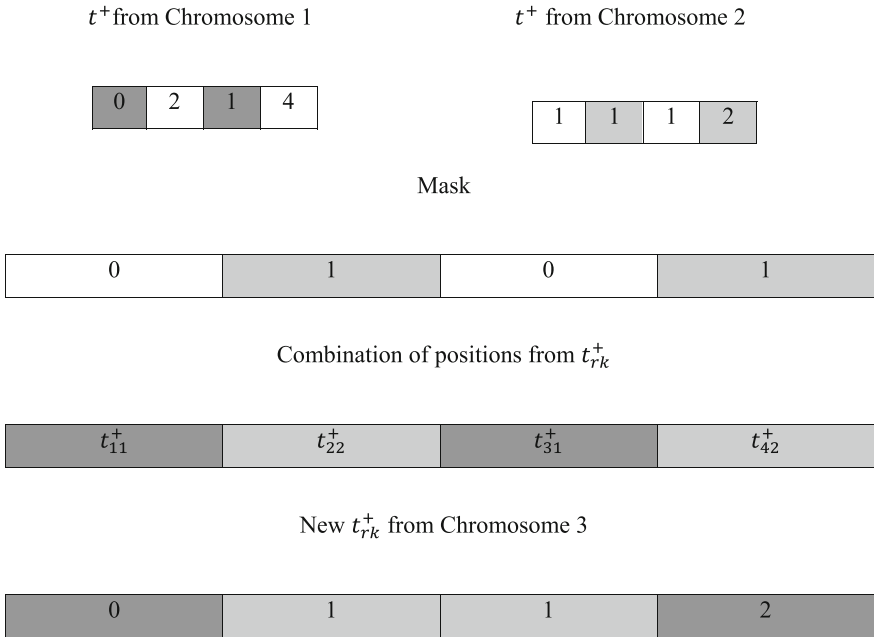 t⁺from Chromosome 1 t⁺ from Chromosome 2
0 2 1 4
1 1 1 2
Mask
0 1 0 1
Combination of positions from t⁺ᵣₖ
t⁺₁₁ t⁺₂₂ t⁺₃₁ t⁺₄₂
New t⁺ᵣₖ from Chromosome 3
0 1 1 2